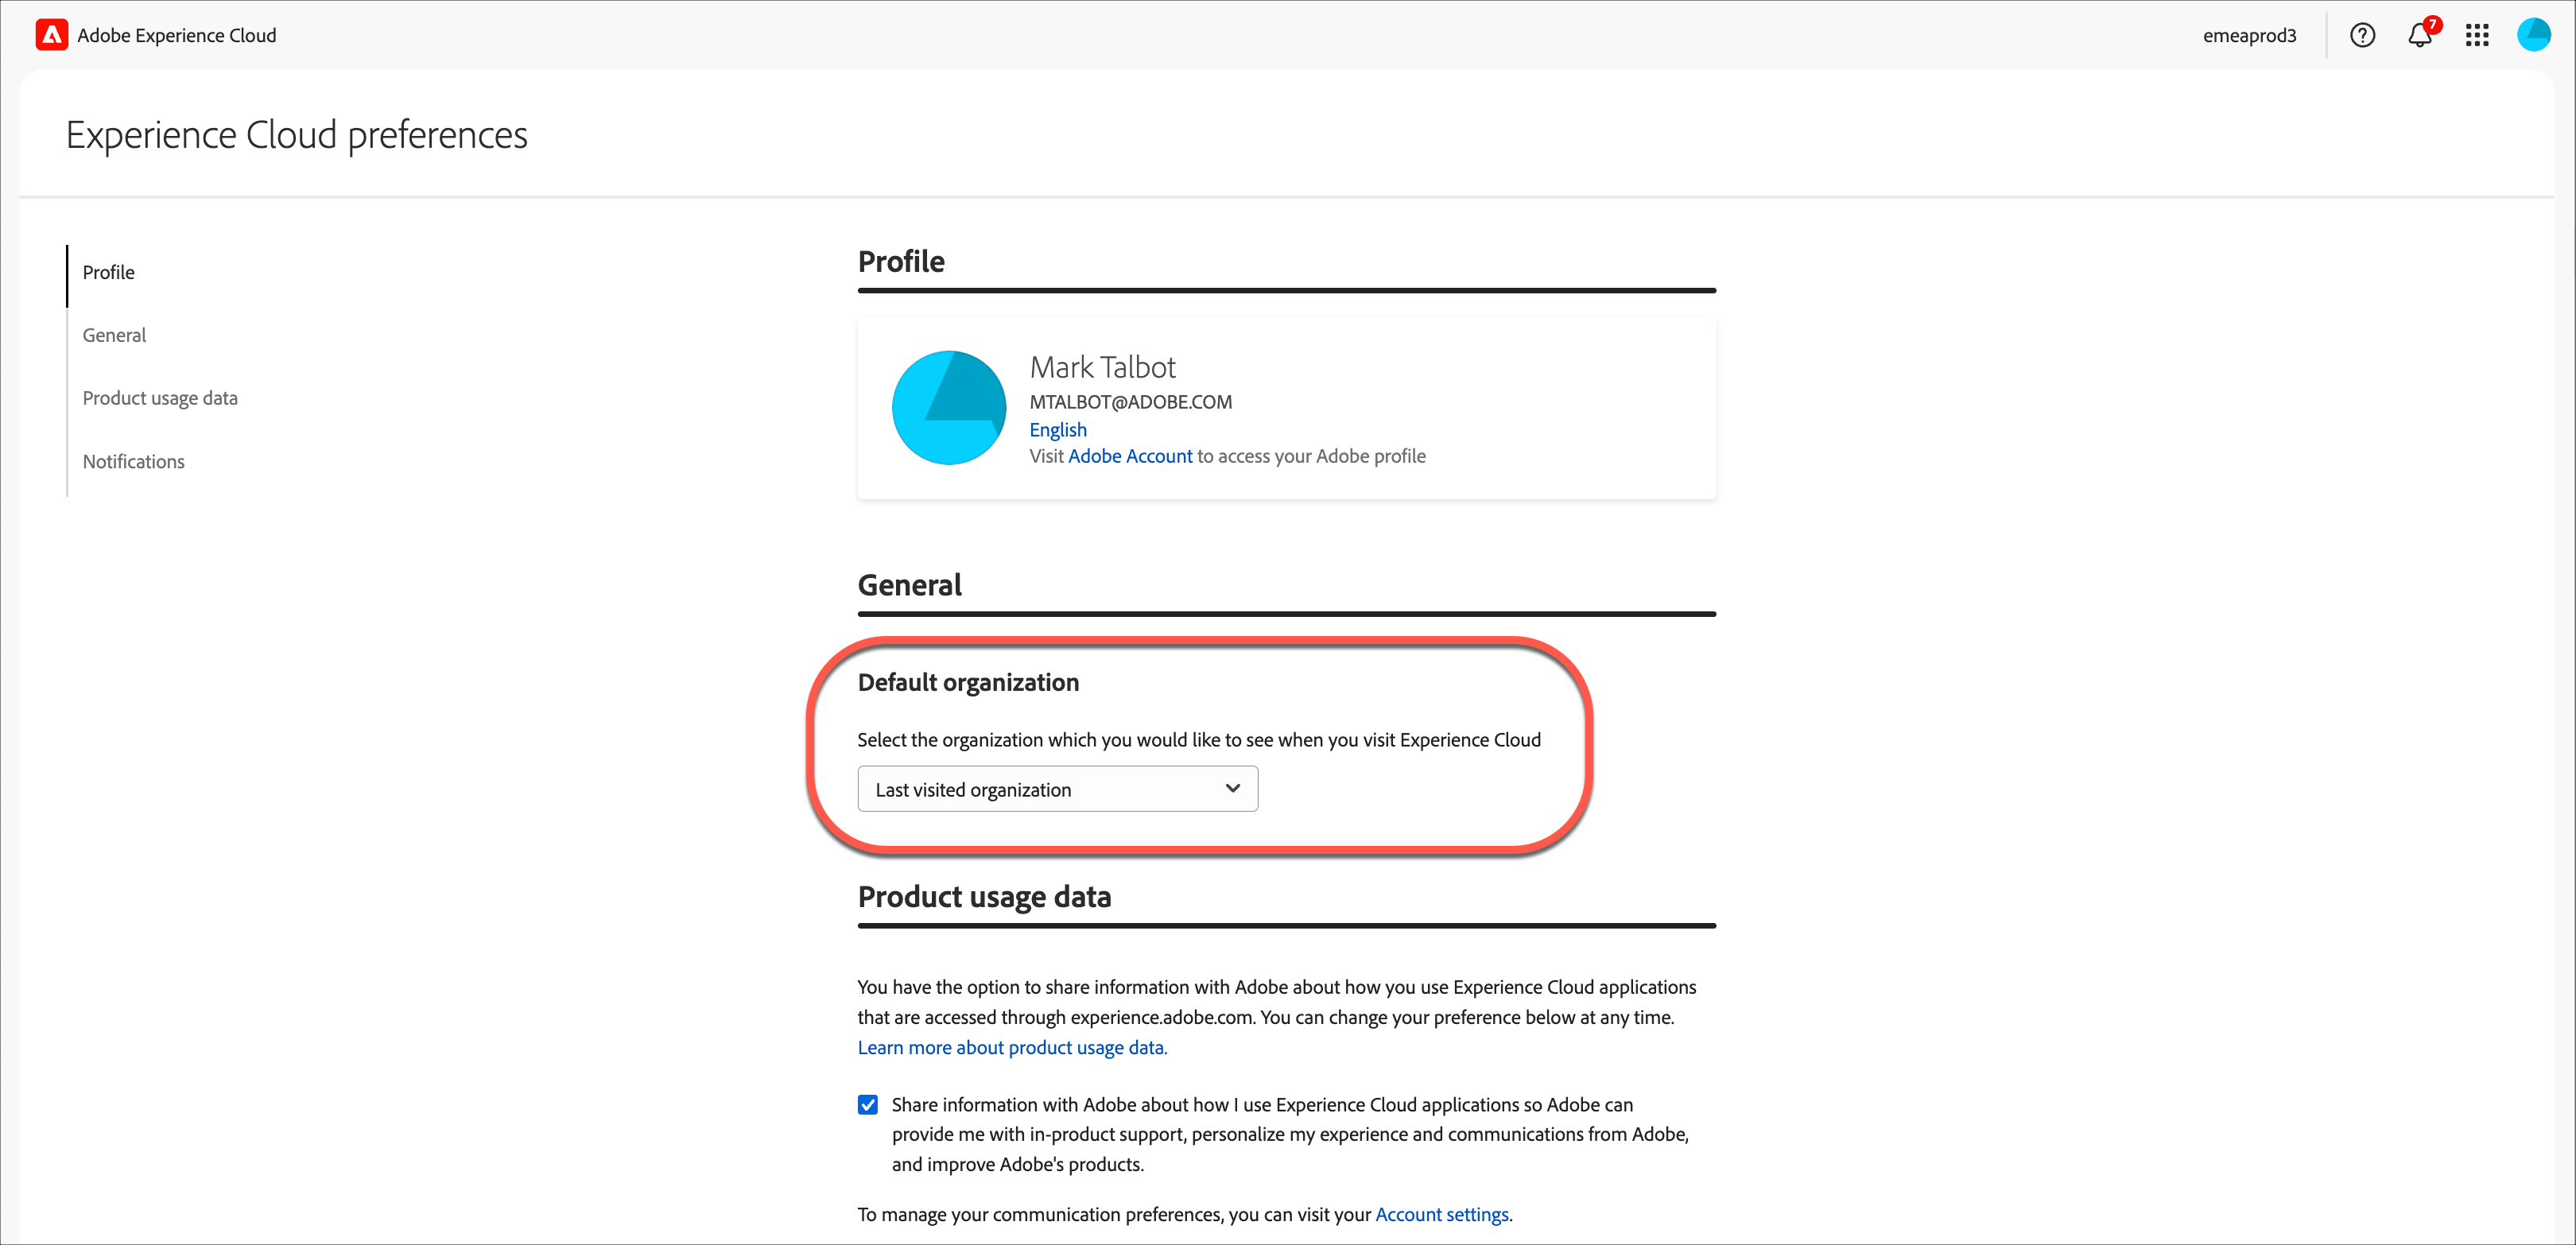 Adobe Experience Cloud
emeaprod3
7
Experience Cloud preferences
Profile
General
Product usage data
Notifications
Profile
Mark Talbot
MTALBOT@ADOBE.COM
English
Visit Adobe Account to access your Adobe profile
General
Default organization
Select the organization which you would like to see when you visit Experience Cloud
Last visited organization
Product usage data
You have the option to share information with Adobe about how you use Experience Cloud applications
that are accessed through experience.adobe.com. You can change your preference below at any time.
Learn more about product usage data.
Share information with Adobe about how I use Experience Cloud applications so Adobe can
provide me with in-product support, personalize my experience and communications from Adobe,
and improve Adobe's products.
To manage your communication preferences, you can visit your Account settings.